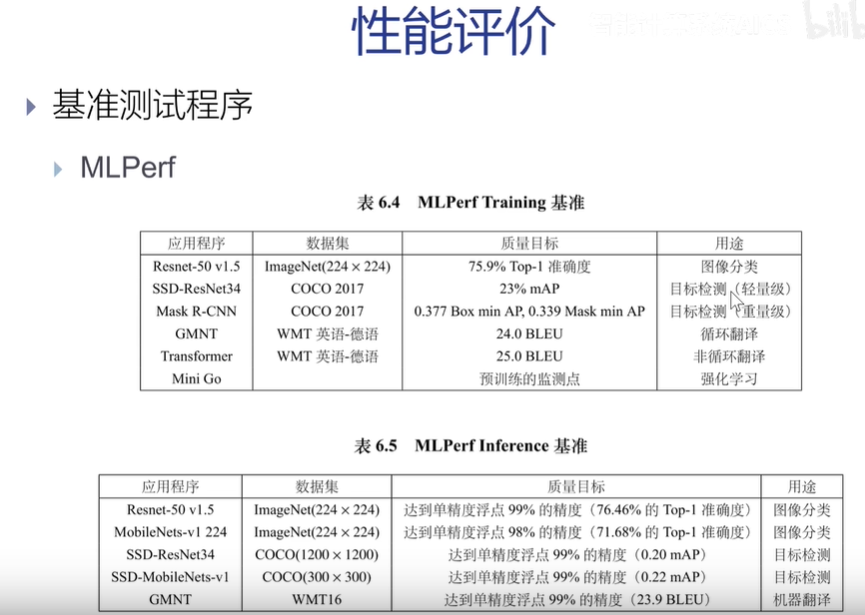 性能评价
bilib
基准测试程序
MLPerf
表 6.4 MLPerf Training 基准
应用程序 数据集 质量目标 用途
Resnet-50 v1.5 ImageNet(224 × 224) 75.9% Top-1 准确度 图像分类
SSD-ResNet34 COCO 2017 23% mAP 目标检测（轻量级）
Mask R-CNN COCO 2017 0.377 Box min AP, 0.339 Mask min AP 目标检测（重量级）
GMNT WMT 英语-德语 24.0 BLEU 循环翻译
Transformer WMT 英语-德语 25.0 BLEU 非循环翻译
Mini Go 预训练的监测点 强化学习
表 6.5 MLPerf Inference 基准
应用程序 数据集 质量目标 用途
Resnet-50 v1.5 ImageNet(224 × 224) 达到单精度浮点 99% 的精度（76.46% 的 Top-1 准确度） 图像分类
MobileNets-v1 224 ImageNet(224 × 224) 达到单精度浮点 98% 的精度（71.68% 的 Top-1 准确度） 图像分类
SSD-ResNet34 COCO(1200 × 1200) 达到单精度浮点 99% 的精度（0.20 mAP） 目标检测
SSD-MobileNets-v1 COCO(300 × 300) 达到单精度浮点 99% 的精度（0.22 mAP） 目标检测
GMNT WMT16 达到单精度浮点 99% 的精度（23.9 BLEU） 机器翻译